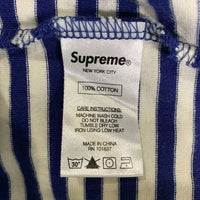 Supreme®
NEW YORK CITY
100% COTTON
CARE INSTRUCTIONS:
MACHINE WASH COLD
DO NOT BLEACH.
TUMBLE DRY LOW
IRON USING LOW HEAT
30°
MADE IN CHINA
RN 101837